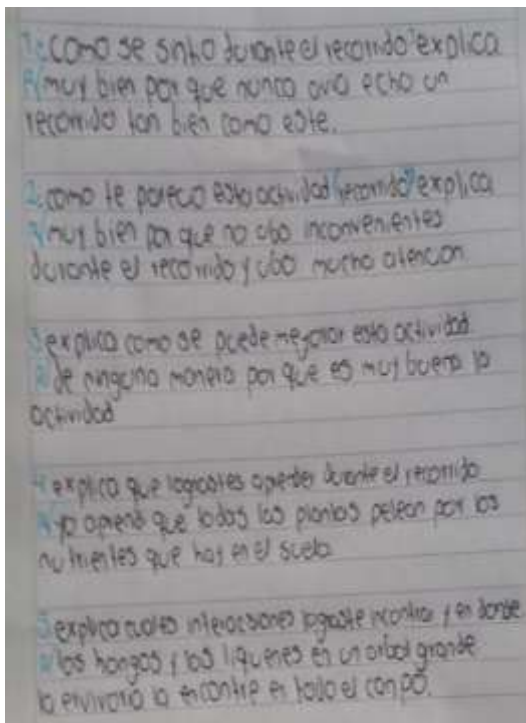 1¿como se sintio durante el recorrido? explica
R/ muy bien por que nunca avia echo un
recorrido tan bien como este.
2¿como te parecio esta actividad "recorrido" explica
R/ muy bien por que no ubo inconvenientes
durante el recorrido y ubo mucha atencion
3 explica como se puede mejorar esta actividad
R/ de ninguna manera por que es muy buena la
actividad
4 explica que lograstes aprender durante el recorrido
R/ yo aprendi que todas las plantas pelean por los
nutrientes que hay en el suelo
5 explica cuales interacsiones lograste incontrar y en donde
R/ los hongos y los liquenes en un arbol grande
la encontre en todo el canpo.